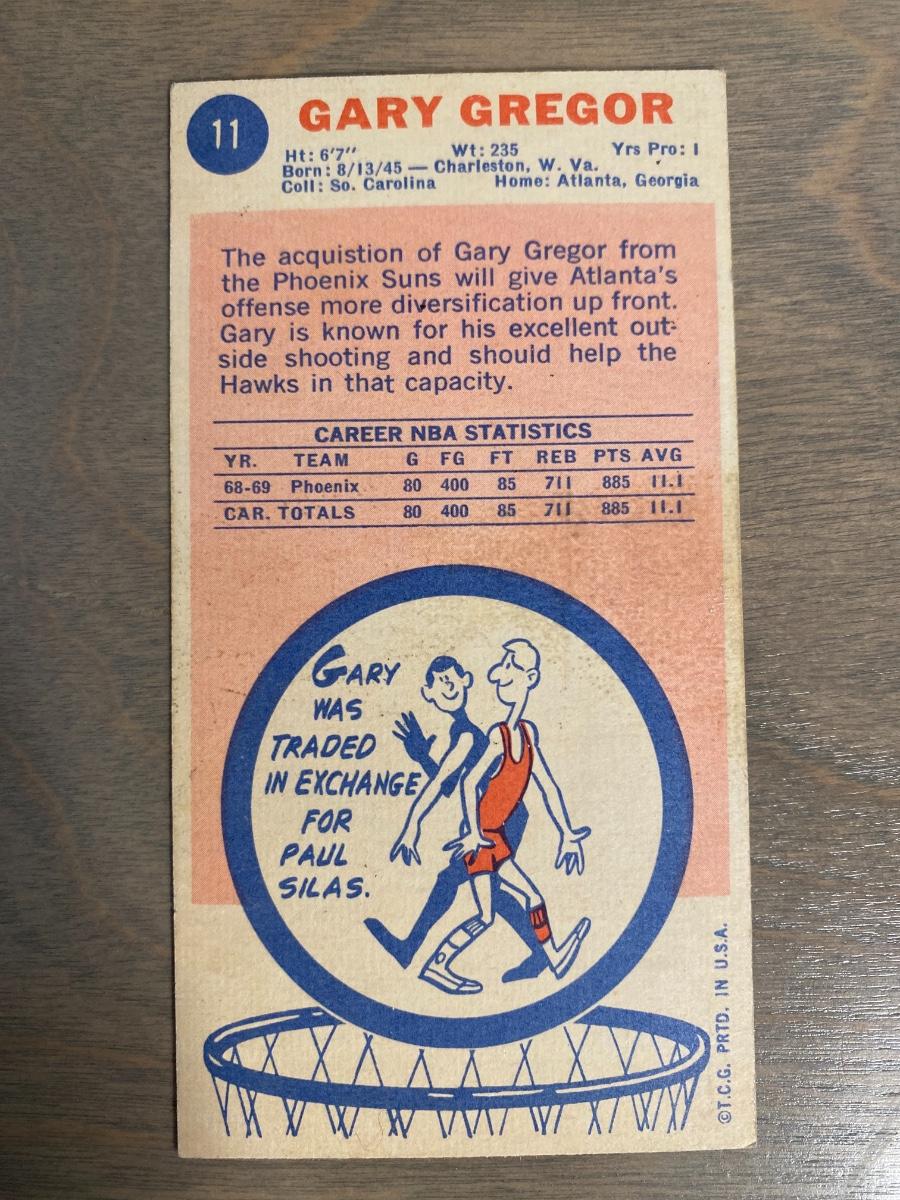 11
GARY GREGOR
Ht: 6'7" Wt: 235 Yrs Pro: 1
Born: 8/13/45 — Charleston, W. Va.
Coll: So. Carolina Home: Atlanta, Georgia
The acquistion of Gary Gregor from
the Phoenix Suns will give Atlanta's
offense more diversification up front.
Gary is known for his excellent out-
side shooting and should help the
Hawks in that capacity.
CAREER NBA STATISTICS
YR. TEAM G FG FT REB PTS AVG
68-69 Phoenix 80 400 85 711 885 11.1
CAR. TOTALS 80 400 85 711 885 11.1
GARY
WAS
TRADED
IN EXCHANGE
FOR
PAUL
SILAS.
©T.C.G. PRTD. IN U.S.A.